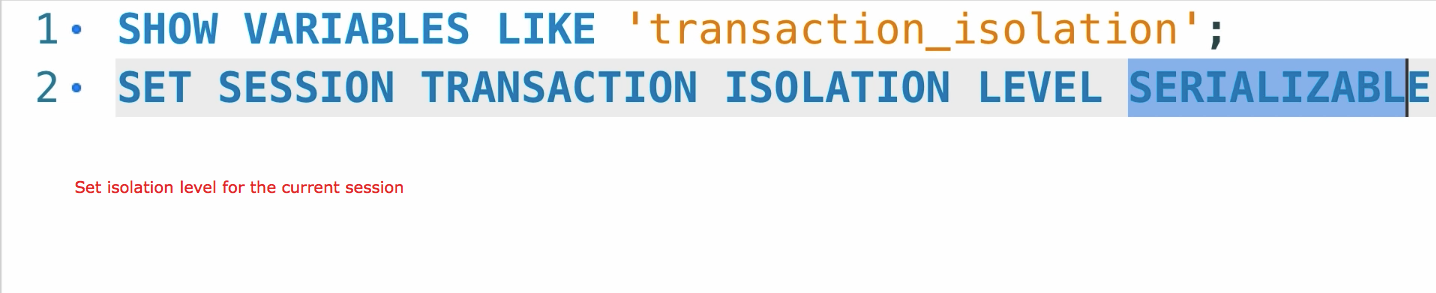 1 • SHOW VARIABLES LIKE 'transaction_isolation';
2 • SET SESSION TRANSACTION ISOLATION LEVEL SERIALIZABLE
Set isolation level for the current session